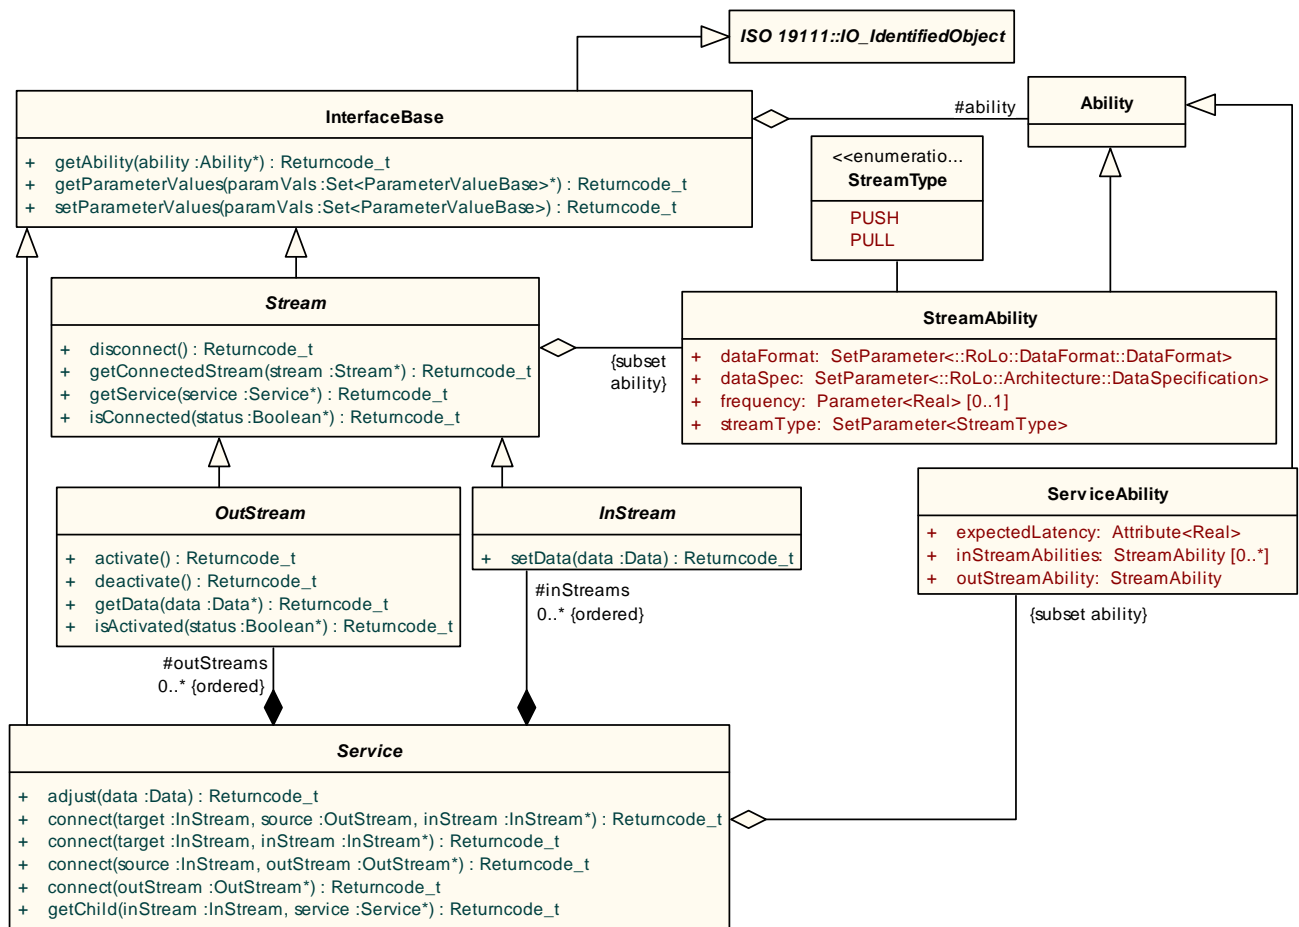 ISO 19111::IO_IdentifiedObject
InterfaceBase
+ getAbility(ability :Ability*) : Returncode_t
+ getParameterValues(paramVals :Set<ParameterValueBase>*) : Returncode_t
+ setParameterValues(paramVals :Set<ParameterValueBase>) : Returncode_t
#ability
Ability
<<enumeratio...
StreamType
PUSH
PULL
Stream
+ disconnect() : Returncode_t
+ getConnectedStream(stream :Stream*) : Returncode_t
+ getService(service :Service*) : Returncode_t
+ isConnected(status :Boolean*) : Returncode_t
{subset
ability}
StreamAbility
+ dataFormat: SetParameter<::RoLo::DataFormat::DataFormat>
+ dataSpec: SetParameter<::RoLo::Architecture::DataSpecification>
+ frequency: Parameter<Real> [0..1]
+ streamType: SetParameter<StreamType>
OutStream
+ activate() : Returncode_t
+ deactivate() : Returncode_t
+ getData(data :Data*) : Returncode_t
+ isActivated(status :Boolean*) : Returncode_t
InStream
+ setData(data :Data) : Returncode_t
ServiceAbility
+ expectedLatency: Attribute<Real>
+ inStreamAbilities: StreamAbility [0..*]
+ outStreamAbility: StreamAbility
#inStreams
0..* {ordered}
{subset ability}
#outStreams
0..* {ordered}
Service
+ adjust(data :Data) : Returncode_t
+ connect(target :InStream, source :OutStream, inStream :InStream*) : Returncode_t
+ connect(target :InStream, inStream :InStream*) : Returncode_t
+ connect(source :InStream, outStream :OutStream*) : Returncode_t
+ connect(outStream :OutStream*) : Returncode_t
+ getChild(inStream :InStream, service :Service*) : Returncode_t